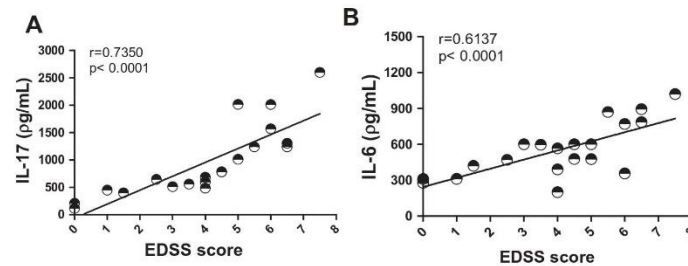 A
r=0.7350
p< 0.0001
IL-17 (ρg/mL)
3000
2500
2000
1500
1000
500
0
0 1 2 3 4 5 6 7 8
EDSS score
B
r=0.6137
p< 0.0001
IL-6 (ρg/mL)
1500
1200
900
600
300
0
0 1 2 3 4 5 6 7 8
EDSS score